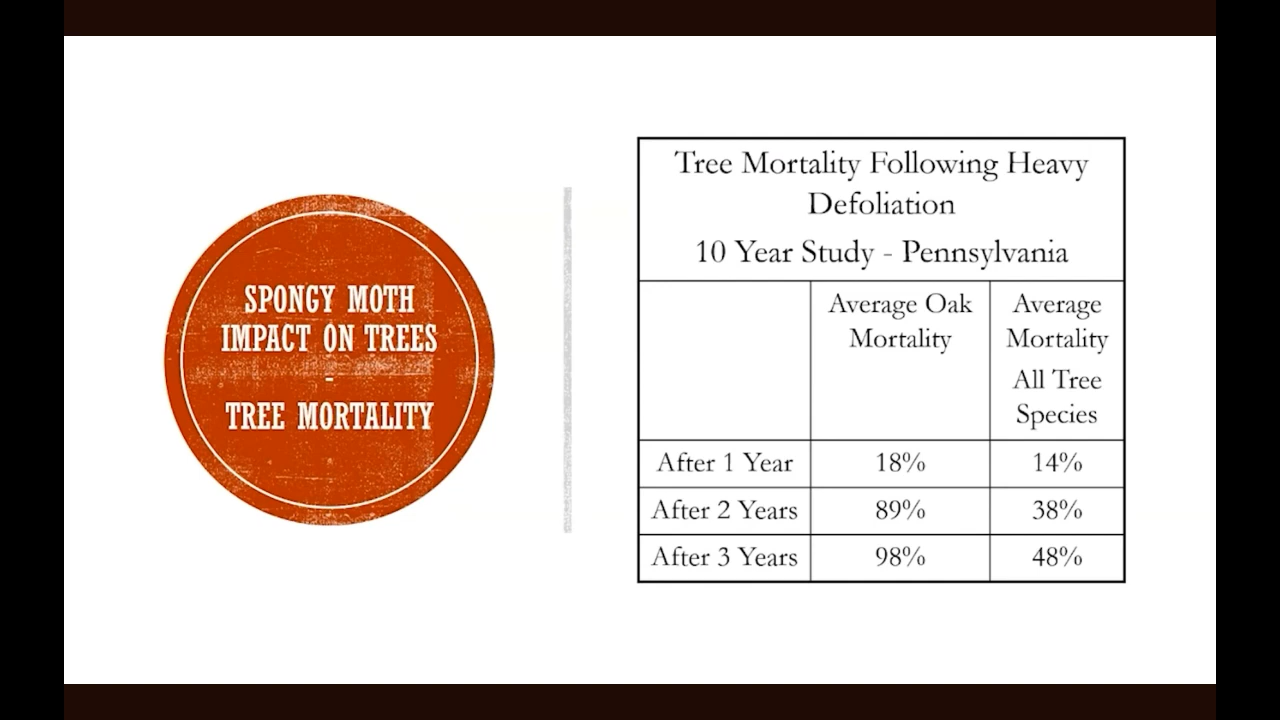 SPONGY MOTH
IMPACT ON TREES
-
TREE MORTALITY
Tree Mortality Following Heavy
Defoliation
10 Year Study - Pennsylvania
Average Oak
Mortality
Average
Mortality
All Tree
Species
After 1 Year 18% 14%
After 2 Years 89% 38%
After 3 Years 98% 48%